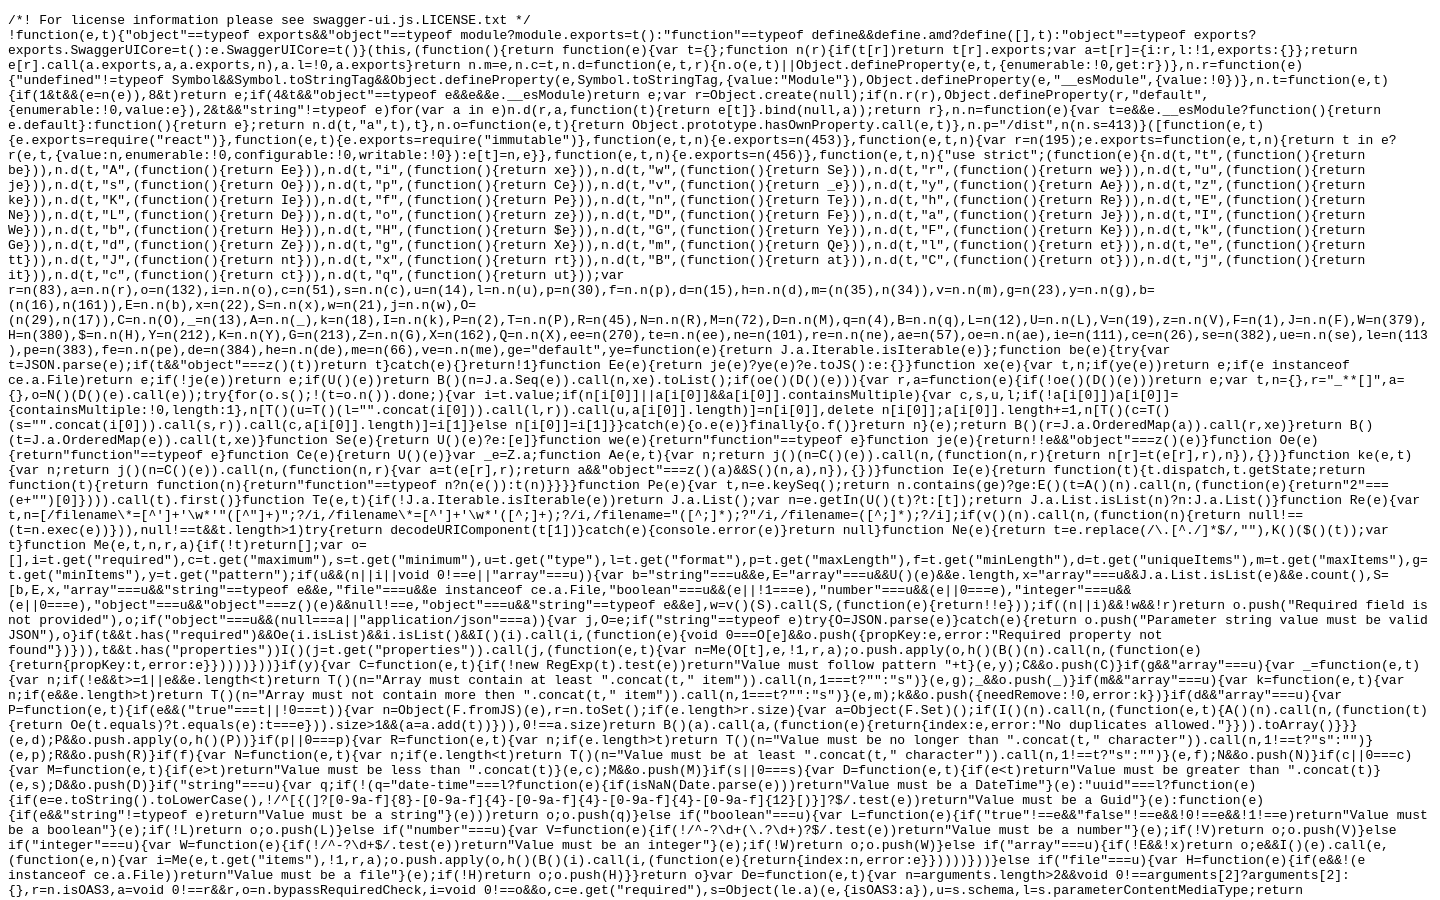 /*! For license information please see swagger-ui.js.LICENSE.txt */
!function(e,t){"object"==typeof exports&&"object"==typeof module?module.exports=t():"function"==typeof define&&define.amd?define([],t):"object"==typeof exports?
exports.SwaggerUICore=t():e.SwaggerUICore=t()}(this,(function(){return function(e){var t={};function n(r){if(t[r])return t[r].exports;var a=t[r]={i:r,l:!1,exports:{}};return
e[r].call(a.exports,a,a.exports,n),a.l=!0,a.exports}return n.m=e,n.c=t,n.d=function(e,t,r){n.o(e,t)||Object.defineProperty(e,t,{enumerable:!0,get:r})},n.r=function(e)
{"undefined"!=typeof Symbol&&Symbol.toStringTag&&Object.defineProperty(e,Symbol.toStringTag,{value:"Module"}),Object.defineProperty(e,"__esModule",{value:!0})},n.t=function(e,t)
{if(1&t&&(e=n(e)),8&t)return e;if(4&t&&"object"==typeof e&&e&&e.__esModule)return e;var r=Object.create(null);if(n.r(r),Object.defineProperty(r,"default",
{enumerable:!0,value:e}),2&t&&"string"!=typeof e)for(var a in e)n.d(r,a,function(t){return e[t]}.bind(null,a));return r},n.n=function(e){var t=e&&e.__esModule?function(){return
e.default}:function(){return e};return n.d(t,"a",t),t},n.o=function(e,t){return Object.prototype.hasOwnProperty.call(e,t)},n.p="/dist",n(n.s=413)}([function(e,t)
{e.exports=require("react")},function(e,t){e.exports=require("immutable")},function(e,t,n){e.exports=n(453)},function(e,t,n){var r=n(195);e.exports=function(e,t,n){return t in e?
r(e,t,{value:n,enumerable:!0,configurable:!0,writable:!0}):e[t]=n,e}},function(e,t,n){e.exports=n(456)},function(e,t,n){"use strict";(function(e){n.d(t,"t",(function(){return
be})),n.d(t,"A",(function(){return Ee})),n.d(t,"i",(function(){return xe})),n.d(t,"w",(function(){return Se})),n.d(t,"r",(function(){return we})),n.d(t,"u",(function(){return
je})),n.d(t,"s",(function(){return Oe})),n.d(t,"p",(function(){return Ce})),n.d(t,"v",(function(){return _e})),n.d(t,"y",(function(){return Ae})),n.d(t,"z",(function(){return
ke})),n.d(t,"K",(function(){return Ie})),n.d(t,"f",(function(){return Pe})),n.d(t,"n",(function(){return Te})),n.d(t,"h",(function(){return Re})),n.d(t,"E",(function(){return
Ne})),n.d(t,"L",(function(){return De})),n.d(t,"o",(function(){return ze})),n.d(t,"D",(function(){return Fe})),n.d(t,"a",(function(){return Je})),n.d(t,"I",(function(){return
We})),n.d(t,"b",(function(){return He})),n.d(t,"H",(function(){return $e})),n.d(t,"G",(function(){return Ye})),n.d(t,"F",(function(){return Ke})),n.d(t,"k",(function(){return
Ge})),n.d(t,"d",(function(){return Ze})),n.d(t,"g",(function(){return Xe})),n.d(t,"m",(function(){return Qe})),n.d(t,"l",(function(){return et})),n.d(t,"e",(function(){return
tt})),n.d(t,"J",(function(){return nt})),n.d(t,"x",(function(){return rt})),n.d(t,"B",(function(){return at})),n.d(t,"C",(function(){return ot})),n.d(t,"j",(function(){return
it})),n.d(t,"c",(function(){return ct})),n.d(t,"q",(function(){return ut}));var
r=n(83),a=n.n(r),o=n(132),i=n.n(o),c=n(51),s=n.n(c),u=n(14),l=n.n(u),p=n(30),f=n.n(p),d=n(15),h=n.n(d),m=(n(35),n(34)),v=n.n(m),g=n(23),y=n.n(g),b=
(n(16),n(161)),E=n.n(b),x=n(22),S=n.n(x),w=n(21),j=n.n(w),O=
(n(29),n(17)),C=n.n(O),_=n(13),A=n.n(_),k=n(18),I=n.n(k),P=n(2),T=n.n(P),R=n(45),N=n.n(R),M=n(72),D=n.n(M),q=n(4),B=n.n(q),L=n(12),U=n.n(L),V=n(19),z=n.n(V),F=n(1),J=n.n(F),W=n(379),
H=n(380),$=n.n(H),Y=n(212),K=n.n(Y),G=n(213),Z=n.n(G),X=n(162),Q=n.n(X),ee=n(270),te=n.n(ee),ne=n(101),re=n.n(ne),ae=n(57),oe=n.n(ae),ie=n(111),ce=n(26),se=n(382),ue=n.n(se),le=n(113
),pe=n(383),fe=n.n(pe),de=n(384),he=n.n(de),me=n(66),ve=n.n(me),ge="default",ye=function(e){return J.a.Iterable.isIterable(e)};function be(e){try{var
t=JSON.parse(e);if(t&&"object"===z()(t))return t}catch(e){}return!1}function Ee(e){return je(e)?ye(e)?e.toJS():e:{}}function xe(e){var t,n;if(ye(e))return e;if(e instanceof
ce.a.File)return e;if(!je(e))return e;if(U()(e))return B()(n=J.a.Seq(e)).call(n,xe).toList();if(oe()(D()(e))){var r,a=function(e){if(!oe()(D()(e)))return e;var t,n={},r="_**[]",a=
{},o=N()(D()(e).call(e));try{for(o.s();!(t=o.n()).done;){var i=t.value;if(n[i[0]]||a[i[0]]&&a[i[0]].containsMultiple){var c,s,u,l;if(!a[i[0]])a[i[0]]=
{containsMultiple:!0,length:1},n[T()(u=T()(l="".concat(i[0])).call(l,r)).call(u,a[i[0]].length)]=n[i[0]],delete n[i[0]];a[i[0]].length+=1,n[T()(c=T()
(s="".concat(i[0])).call(s,r)).call(c,a[i[0]].length)]=i[1]}else n[i[0]]=i[1]}}catch(e){o.e(e)}finally{o.f()}return n}(e);return B()(r=J.a.OrderedMap(a)).call(r,xe)}return B()
(t=J.a.OrderedMap(e)).call(t,xe)}function Se(e){return U()(e)?e:[e]}function we(e){return"function"==typeof e}function je(e){return!!e&&"object"===z()(e)}function Oe(e)
{return"function"==typeof e}function Ce(e){return U()(e)}var _e=Z.a;function Ae(e,t){var n;return j()(n=C()(e)).call(n,(function(n,r){return n[r]=t(e[r],r),n}),{})}function ke(e,t)
{var n;return j()(n=C()(e)).call(n,(function(n,r){var a=t(e[r],r);return a&&"object"===z()(a)&&S()(n,a),n}),{})}function Ie(e){return function(t){t.dispatch,t.getState;return
function(t){return function(n){return"function"==typeof n?n(e()):t(n)}}}}function Pe(e){var t,n=e.keySeq();return n.contains(ge)?ge:E()(t=A()(n).call(n,(function(e){return"2"===
(e+"")[0]}))).call(t).first()}function Te(e,t){if(!J.a.Iterable.isIterable(e))return J.a.List();var n=e.getIn(U()(t)?t:[t]);return J.a.List.isList(n)?n:J.a.List()}function Re(e){var
t,n=[/filename\*=[^']+'\w*'"([^"]+)";?/i,/filename\*=[^']+'\w*'([^;]+);?/i,/filename="([^;]*);?"/i,/filename=([^;]*);?/i];if(v()(n).call(n,(function(n){return null!==
(t=n.exec(e))})),null!==t&&t.length>1)try{return decodeURIComponent(t[1])}catch(e){console.error(e)}return null}function Ne(e){return t=e.replace(/\.[^./]*$/,""),K()($()(t));var
t}function Me(e,t,n,r,a){if(!t)return[];var o=
[],i=t.get("required"),c=t.get("maximum"),s=t.get("minimum"),u=t.get("type"),l=t.get("format"),p=t.get("maxLength"),f=t.get("minLength"),d=t.get("uniqueItems"),m=t.get("maxItems"),g=
t.get("minItems"),y=t.get("pattern");if(u&&(n||i||void 0!==e||"array"===u)){var b="string"===u&&e,E="array"===u&&U()(e)&&e.length,x="array"===u&&J.a.List.isList(e)&&e.count(),S=
[b,E,x,"array"===u&&"string"==typeof e&&e,"file"===u&&e instanceof ce.a.File,"boolean"===u&&(e||!1===e),"number"===u&&(e||0===e),"integer"===u&&
(e||0===e),"object"===u&&"object"===z()(e)&&null!==e,"object"===u&&"string"==typeof e&&e],w=v()(S).call(S,(function(e){return!!e}));if((n||i)&&!w&&!r)return o.push("Required field is
not provided"),o;if("object"===u&&(null===a||"application/json"===a)){var j,O=e;if("string"==typeof e)try{O=JSON.parse(e)}catch(e){return o.push("Parameter string value must be valid
JSON"),o}if(t&&t.has("required")&&Oe(i.isList)&&i.isList()&&I()(i).call(i,(function(e){void 0===O[e]&&o.push({propKey:e,error:"Required property not
found"})})),t&&t.has("properties"))I()(j=t.get("properties")).call(j,(function(e,t){var n=Me(O[t],e,!1,r,a);o.push.apply(o,h()(B()(n).call(n,(function(e)
{return{propKey:t,error:e}}))))}))}if(y){var C=function(e,t){if(!new RegExp(t).test(e))return"Value must follow pattern "+t}(e,y);C&&o.push(C)}if(g&&"array"===u){var _=function(e,t)
{var n;if(!e&&t>=1||e&&e.length<t)return T()(n="Array must contain at least ".concat(t," item")).call(n,1===t?"":"s")}(e,g);_&&o.push(_)}if(m&&"array"===u){var k=function(e,t){var
n;if(e&&e.length>t)return T()(n="Array must not contain more then ".concat(t," item")).call(n,1===t?"":"s")}(e,m);k&&o.push({needRemove:!0,error:k})}if(d&&"array"===u){var
P=function(e,t){if(e&&("true"===t||!0===t)){var n=Object(F.fromJS)(e),r=n.toSet();if(e.length>r.size){var a=Object(F.Set)();if(I()(n).call(n,(function(e,t){A()(n).call(n,(function(t)
{return Oe(t.equals)?t.equals(e):t===e})).size>1&&(a=a.add(t))})),0!==a.size)return B()(a).call(a,(function(e){return{index:e,error:"No duplicates allowed."}})).toArray()}}}
(e,d);P&&o.push.apply(o,h()(P))}if(p||0===p){var R=function(e,t){var n;if(e.length>t)return T()(n="Value must be no longer than ".concat(t," character")).call(n,1!==t?"s":"")}
(e,p);R&&o.push(R)}if(f){var N=function(e,t){var n;if(e.length<t)return T()(n="Value must be at least ".concat(t," character")).call(n,1!==t?"s":"")}(e,f);N&&o.push(N)}if(c||0===c)
{var M=function(e,t){if(e>t)return"Value must be less than ".concat(t)}(e,c);M&&o.push(M)}if(s||0===s){var D=function(e,t){if(e<t)return"Value must be greater than ".concat(t)}
(e,s);D&&o.push(D)}if("string"===u){var q;if(!(q="date-time"===l?function(e){if(isNaN(Date.parse(e)))return"Value must be a DateTime"}(e):"uuid"===l?function(e)
{if(e=e.toString().toLowerCase(),!/^[{(]?[0-9a-f]{8}-[0-9a-f]{4}-[0-9a-f]{4}-[0-9a-f]{4}-[0-9a-f]{12}[)}]?$/.test(e))return"Value must be a Guid"}(e):function(e)
{if(e&&"string"!=typeof e)return"Value must be a string"}(e)))return o;o.push(q)}else if("boolean"===u){var L=function(e){if("true"!==e&&"false"!==e&&!0!==e&&!1!==e)return"Value must
be a boolean"}(e);if(!L)return o;o.push(L)}else if("number"===u){var V=function(e){if(!/^-?\d+(\.?\d+)?$/.test(e))return"Value must be a number"}(e);if(!V)return o;o.push(V)}else
if("integer"===u){var W=function(e){if(!/^-?\d+$/.test(e))return"Value must be an integer"}(e);if(!W)return o;o.push(W)}else if("array"===u){if(!E&&!x)return o;e&&I()(e).call(e,
(function(e,n){var i=Me(e,t.get("items"),!1,r,a);o.push.apply(o,h()(B()(i).call(i,(function(e){return{index:n,error:e}}))))}))}else if("file"===u){var H=function(e){if(e&&!(e
instanceof ce.a.File))return"Value must be a file"}(e);if(!H)return o;o.push(H)}}return o}var De=function(e,t){var n=arguments.length>2&&void 0!==arguments[2]?arguments[2]:
{},r=n.isOAS3,a=void 0!==r&&r,o=n.bypassRequiredCheck,i=void 0!==o&&o,c=e.get("required"),s=Object(le.a)(e,{isOAS3:a}),u=s.schema,l=s.parameterContentMediaType;return